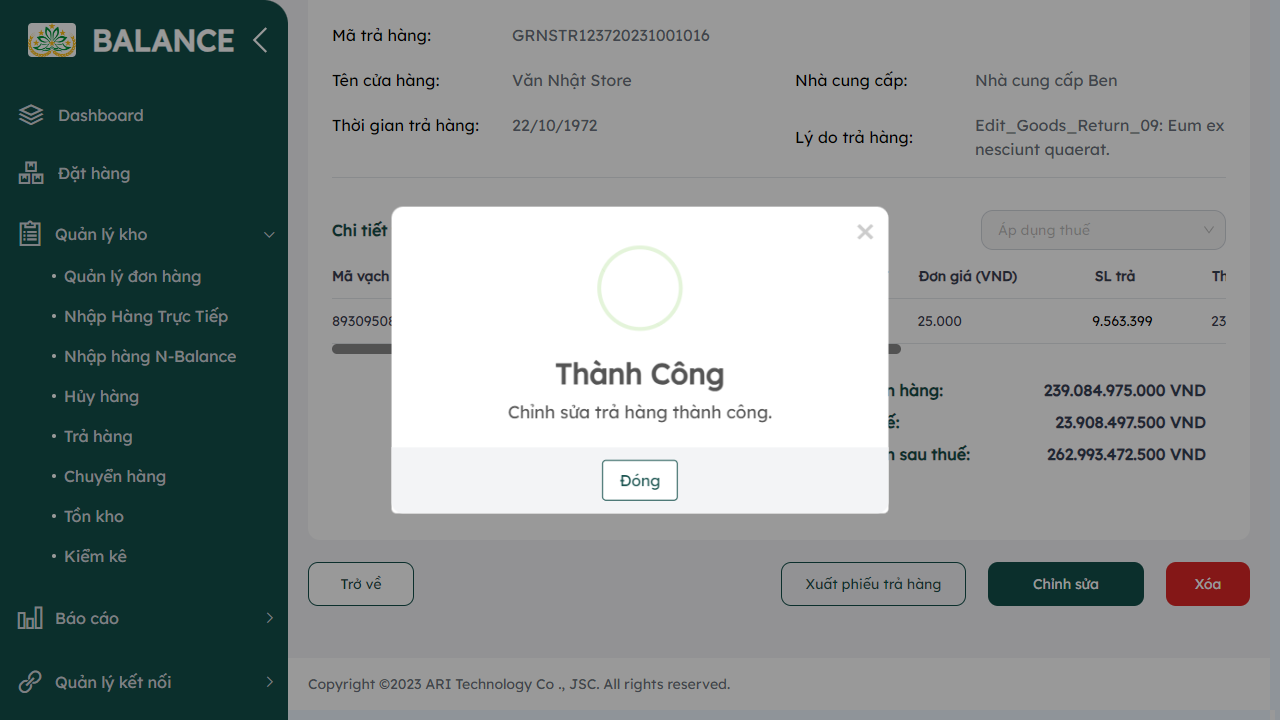 BALANCE
Dashboard
Đặt hàng
Quản lý kho
• Quản lý đơn hàng
• Nhập Hàng Trực Tiếp
• Nhập hàng N-Balance
• Hủy hàng
• Trả hàng
• Chuyển hàng
• Tồn kho
• Kiểm kê
Báo cáo
Quản lý kết nối
Mã trả hàng: GRNSTR123720231001016
Tên cửa hàng: Văn Nhật Store Nhà cung cấp: Nhà cung cấp Ben
Thời gian trả hàng: 22/10/1972 Lý do trả hàng: Edit_Goods_Return_09: Eum ex
nesciunt quaerat.
Chi tiết Áp dụng thuế
Mã vạch Đơn giá (VND) SL trả Th
89309508 25.000 9.563.399 23
hàng: 239.084.975.000 VND
23.908.497.500 VND
sau thuế: 262.993.472.500 VND
×
Thành Công
Chỉnh sửa trả hàng thành công.
Đóng
Trở về Xuất phiếu trả hàng Chỉnh sửa Xóa
Copyright ©2023 ARI Technology Co ., JSC. All rights reserved.